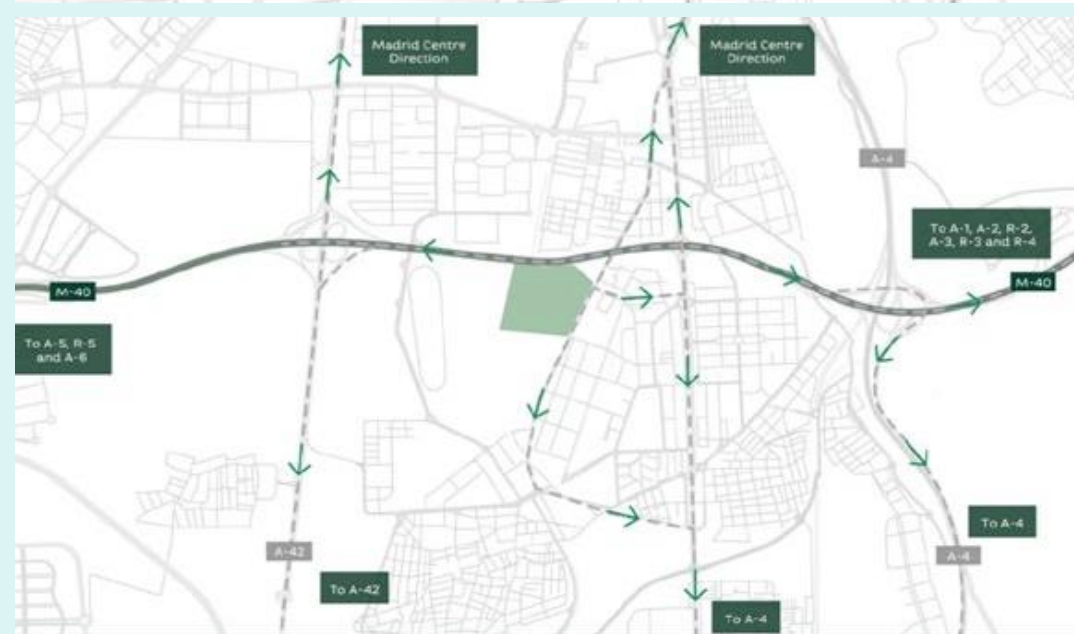 Madrid Centre
Direction
Madrid Centre
Direction
A-4
To A-1, A-2, R-2,
A-3, R-3 and R-4
M-40
M-40
To A-5, R-5
and A-6
To A-4
A-42
A-4
To A-42
To A-4